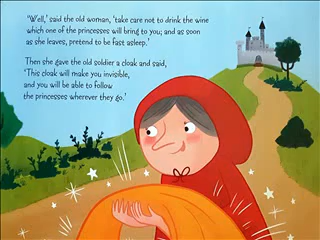 'Well,' said the old woman, 'take care not to drink the wine
which one of the princesses will bring to you; and as soon
as she leaves, pretend to be fast asleep.'
Then she gave the old soldier a cloak and said,
'This cloak will make you invisible,
and you will be able to follow
the princesses wherever they go.'